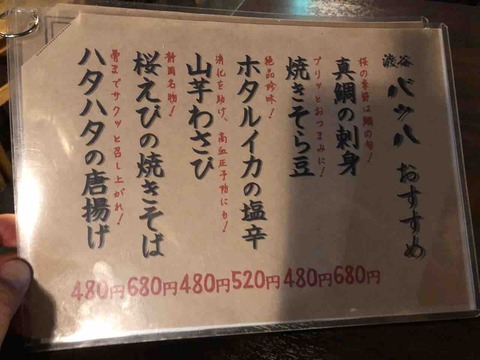 渋谷 バッハ おすすめ
桜の季節は鯛の旬!
真鯛の刺身
680円
プリッとおつまみに!
焼きそら豆
480円
絶品珍味!
ホタルイカの塩辛
520円
消化を助け、高血圧予防にも!
山芋わさび
480円
静岡名物!
桜えびの焼きそば
680円
骨までサクッと召し上がれ!
ハタハタの唐揚げ
480円